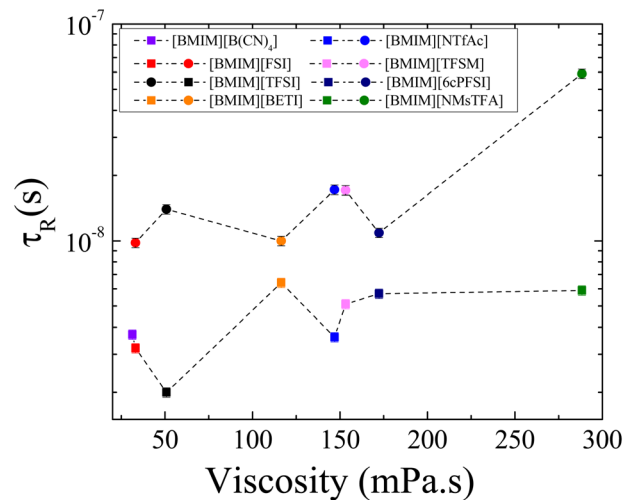 10⁻⁷
10⁻⁸
τ_R(s)
[BMIM][B(CN)₄] [BMIM][NTfAc]
[BMIM][FSI] [BMIM][TFSM]
[BMIM][TFSI] [BMIM][6cPFSI]
[BMIM][BETI] [BMIM][NMsTFA]
50 100 150 200 250 300
Viscosity (mPa.s)